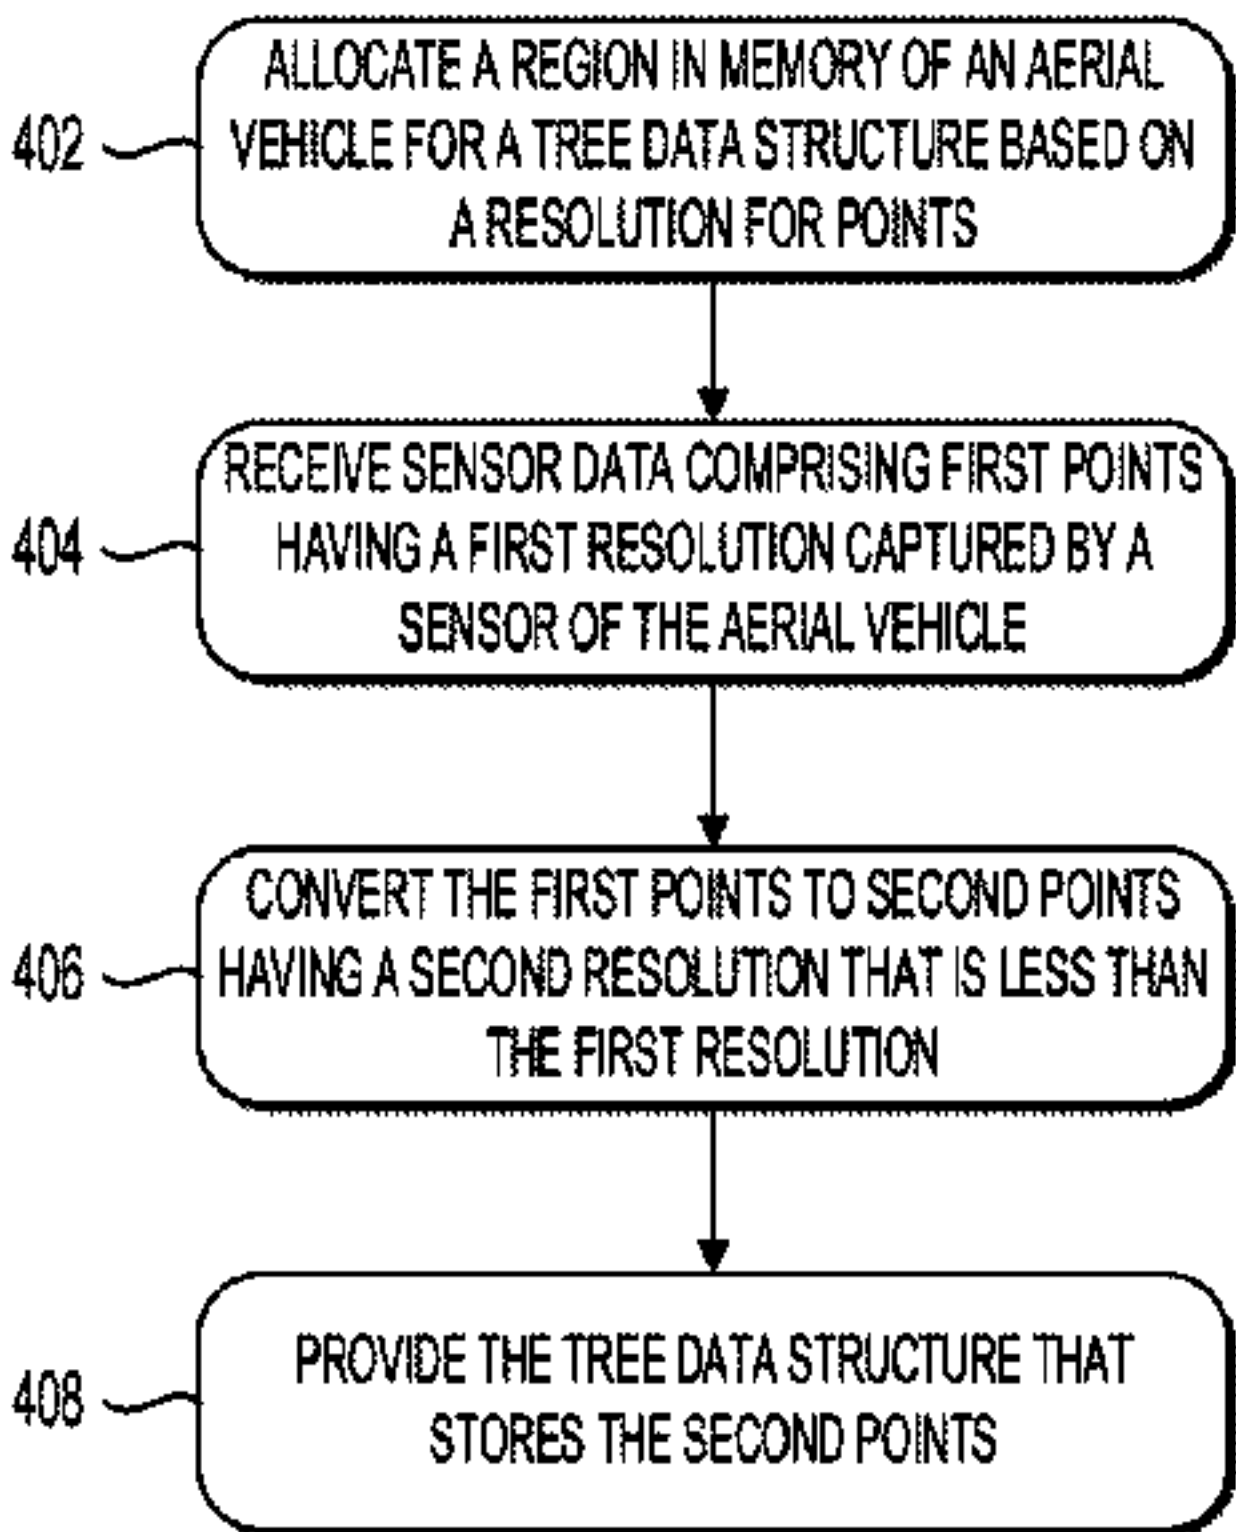 402
ALLOCATE A REGION IN MEMORY OF AN AERIAL
VEHICLE FOR A TREE DATA STRUCTURE BASED ON
A RESOLUTION FOR POINTS
404
RECEIVE SENSOR DATA COMPRISING FIRST POINTS
HAVING A FIRST RESOLUTION CAPTURED BY A
SENSOR OF THE AERIAL VEHICLE
406
CONVERT THE FIRST POINTS TO SECOND POINTS
HAVING A SECOND RESOLUTION THAT IS LESS THAN
THE FIRST RESOLUTION
408
PROVIDE THE TREE DATA STRUCTURE THAT
STORES THE SECOND POINTS